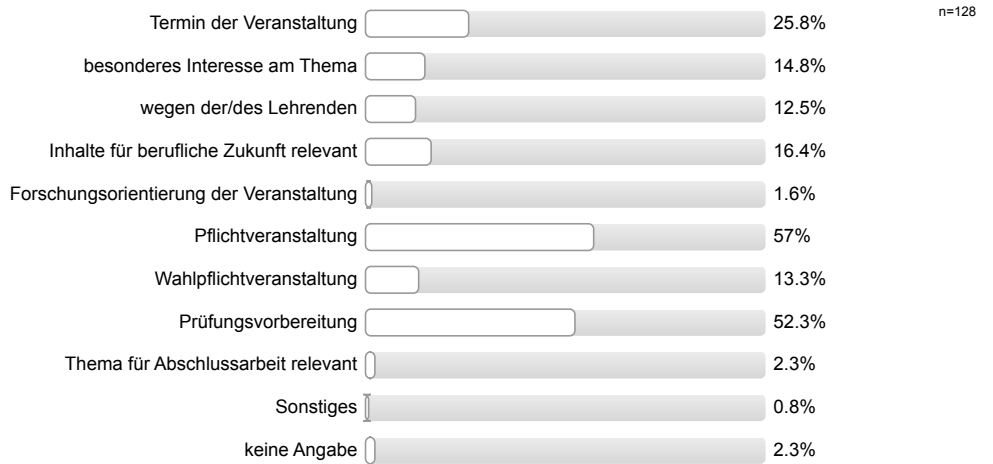 Termin der Veranstaltung 25.8% n=128
besonderes Interesse am Thema 14.8%
wegen der/des Lehrenden 12.5%
Inhalte für berufliche Zukunft relevant 16.4%
Forschungsorientierung der Veranstaltung 1.6%
Pflichtveranstaltung 57%
Wahlpflichtveranstaltung 13.3%
Prüfungsvorbereitung 52.3%
Thema für Abschlussarbeit relevant 2.3%
Sonstiges 0.8%
keine Angabe 2.3%